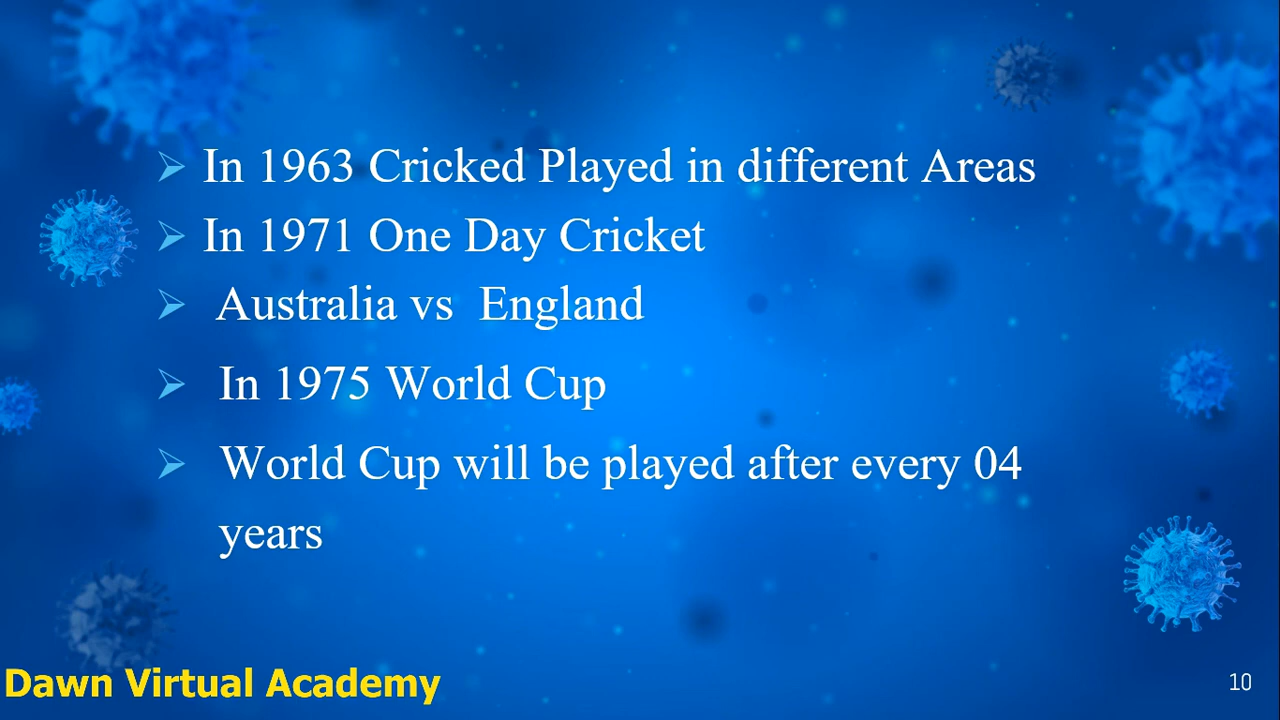 In 1963 Cricked Played in different Areas
In 1971 One Day Cricket
Australia vs England
In 1975 World Cup
World Cup will be played after every 04
years
Dawn Virtual Academy
10